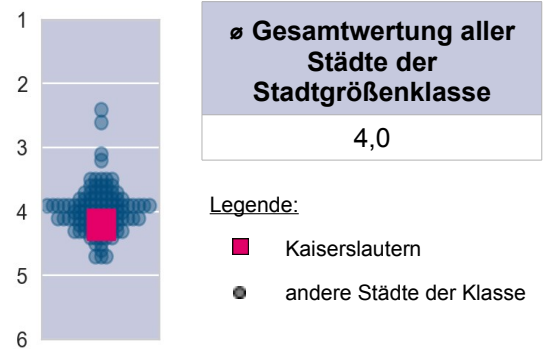 1
2
3
4
5
6
ø Gesamtwertung aller
Städte der
Stadtgrößenklasse
4,0
Legende:
Kaiserslautern
andere Städte der Klasse